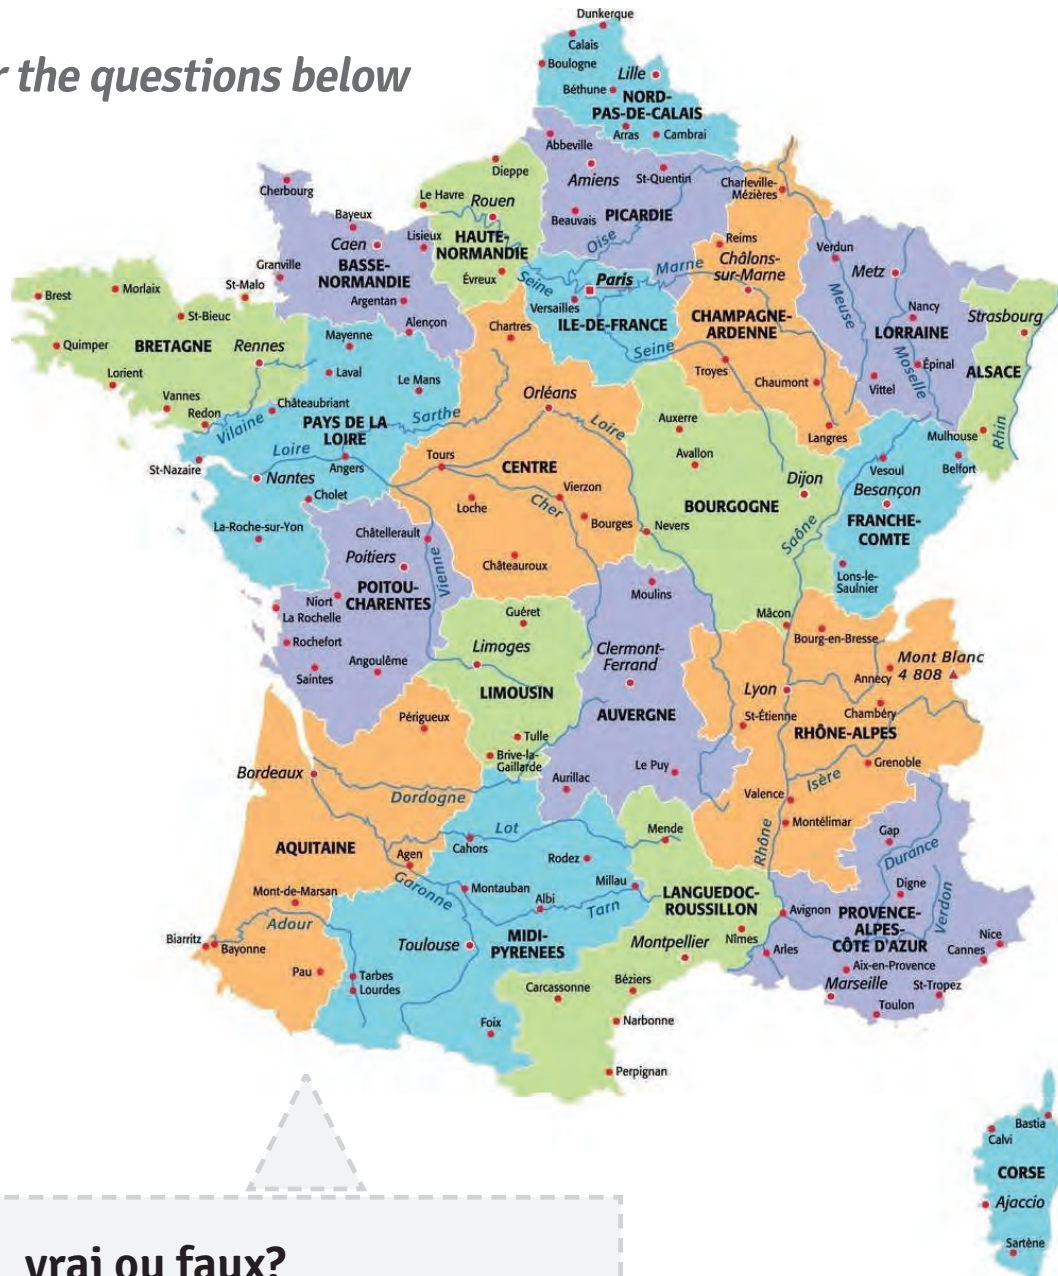 r the questions below
Dunkerque
Calais
Boulogne
Lille
Béthune
NORD-
PAS-DE-CALAIS
Arras
Cambrai
Abbeville
Amiens
St-Quentin
Beauvais
PICARDIE
Oise
Charleville-
Mézières
Cherbourg
Dieppe
Le Havre
Rouen
Bayeux
Caen
Lisieux
HAUTE-
NORMANDIE
Évreux
Granville
BASSE-
NORMANDIE
St-Malo
Argentan
Alençon
Seine
Paris
Marne
Versailles
ILE-DE-FRANCE
Seine
Reims
Châlons-
sur-Marne
CHAMPAGNE-
ARDENNE
Troyes
Chaumont
Langres
Verdun
Metz
Meuse
Nancy
LORRAINE
Moselle
Épinal
Vittel
Strasbourg
ALSACE
Mulhouse
Rhin
Belfort
Brest
Morlaix
St-Bieuc
Quimper
BRETAGNE
Rennes
Lorient
Vannes
Redon
Vilaine
Mayenne
Laval
Le Mans
Châteaubriant
PAYS DE LA
LOIRE
Sarthe
Loire
Angers
St-Nazaire
Nantes
Cholet
La-Roche-sur-Yon
Chartres
Orléans
Loire
Tours
CENTRE
Vierzon
Cher
Loche
Bourges
Châteauroux
Auxerre
Avallon
Dijon
BOURGOGNE
Nevers
Saône
Mâcon
Vesoul
Besançon
FRANCHE-
COMTE
Lons-le-
Saulnier
Châtellerault
Poitiers
Vienne
POITOU-
CHARENTES
Niort
La Rochelle
Rochefort
Angoulême
Saintes
Guéret
Limoges
LIMOUSIN
Tulle
Brive-la-
Gaillarde
Moulins
Clermont-
Ferrand
AUVERGNE
Le Puy
Aurillac
Bourg-en-Bresse
Mont Blanc
4 808
Annecy
Lyon
St-Étienne
Chambéry
RHÔNE-ALPES
Grenoble
Isère
Valence
Montélimar
Rhône
Périgueux
Bordeaux
Dordogne
AQUITAINE
Agen
Garonne
Mont-de-Marsan
Adour
Biarritz
Bayonne
Pau
Lot
Cahors
Rodez
Montauban
Millau
Albi
Tarn
Toulouse
MIDI-
PYRENEES
Tarbes
Lourdes
Foix
Mende
LANGUEDOC-
ROUSSILLON
Montpellier
Nîmes
Béziers
Carcassonne
Narbonne
Perpignan
Gap
Durance
Digne
Verdon
Avignon
PROVENCE-
ALPES-
CÔTE D'AZUR
Nice
Cannes
Arles
Aix-en-Provence
Marseille
St-Tropez
Toulon
Bastia
Calvi
CORSE
Ajaccio
Sartène
vrai ou faux?